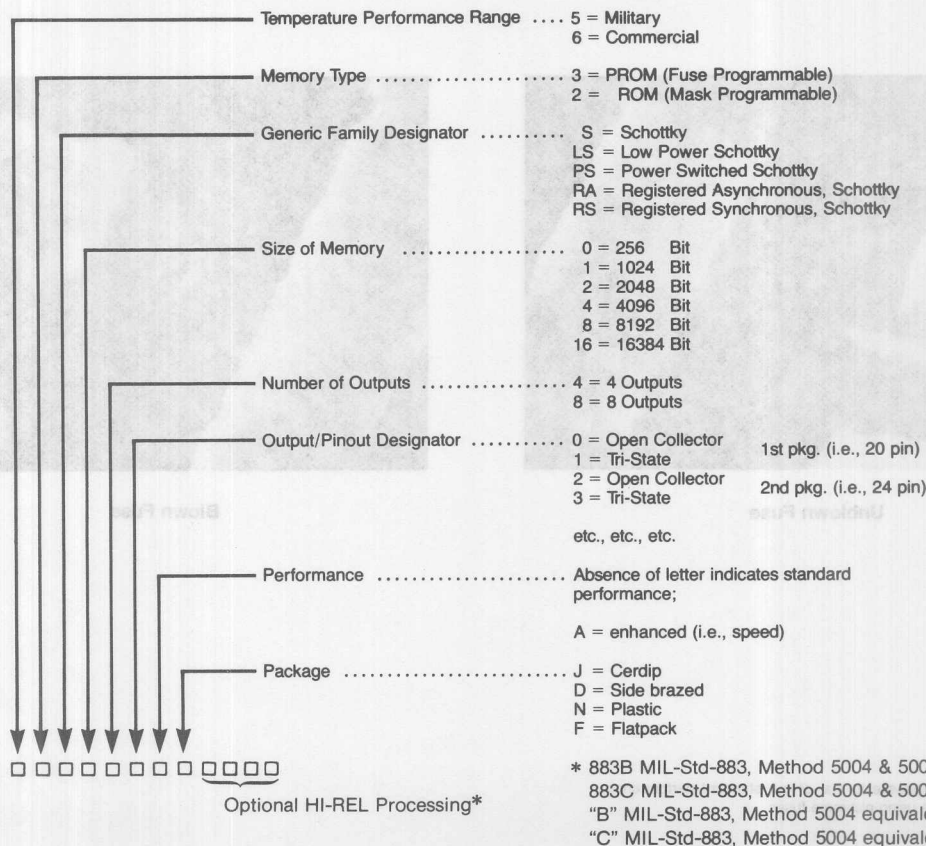 Temperature Performance Range .... 5 = Military
6 = Commercial
Memory Type ..................... 3 = PROM (Fuse Programmable)
2 = ROM (Mask Programmable)
Generic Family Designator ........... S = Schottky
LS = Low Power Schottky
PS = Power Switched Schottky
RA = Registered Asynchronous, Schottky
RS = Registered Synchronous, Schottky
Size of Memory .................... 0 = 256 Bit
1 = 1024 Bit
2 = 2048 Bit
4 = 4096 Bit
8 = 8192 Bit
16 = 16384 Bit
Number of Outputs ................ 4 = 4 Outputs
8 = 8 Outputs
Output/Pinout Designator ........... 0 = Open Collector
1 = Tri-State
1st pkg. (i.e., 20 pin)
2 = Open Collector
3 = Tri-State
2nd pkg. (i.e., 24 pin)
Unblown Fuse
Blown Fuse
etc., etc., etc.
Performance ...................... Absence of letter indicates standard
performance;
A = enhanced (i.e., speed)
Package ......................... J = Cerdip
D = Side brazed
N = Plastic
F = Flatpack
Optional HI-REL Processing*
* 883B MIL-Std-883, Method 5004 &
883C MIL-Std-883, Method 5004 &
"B" MIL-Std-883, Method 5004
"C" MIL-Std-883, Method 5004